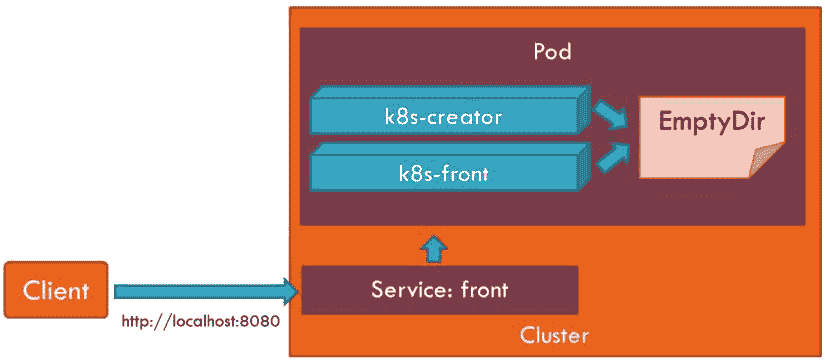 Pod
k8s-creator
EmptyDir
k8s-front
Client
Service: front
http://localhost:8080
Cluster